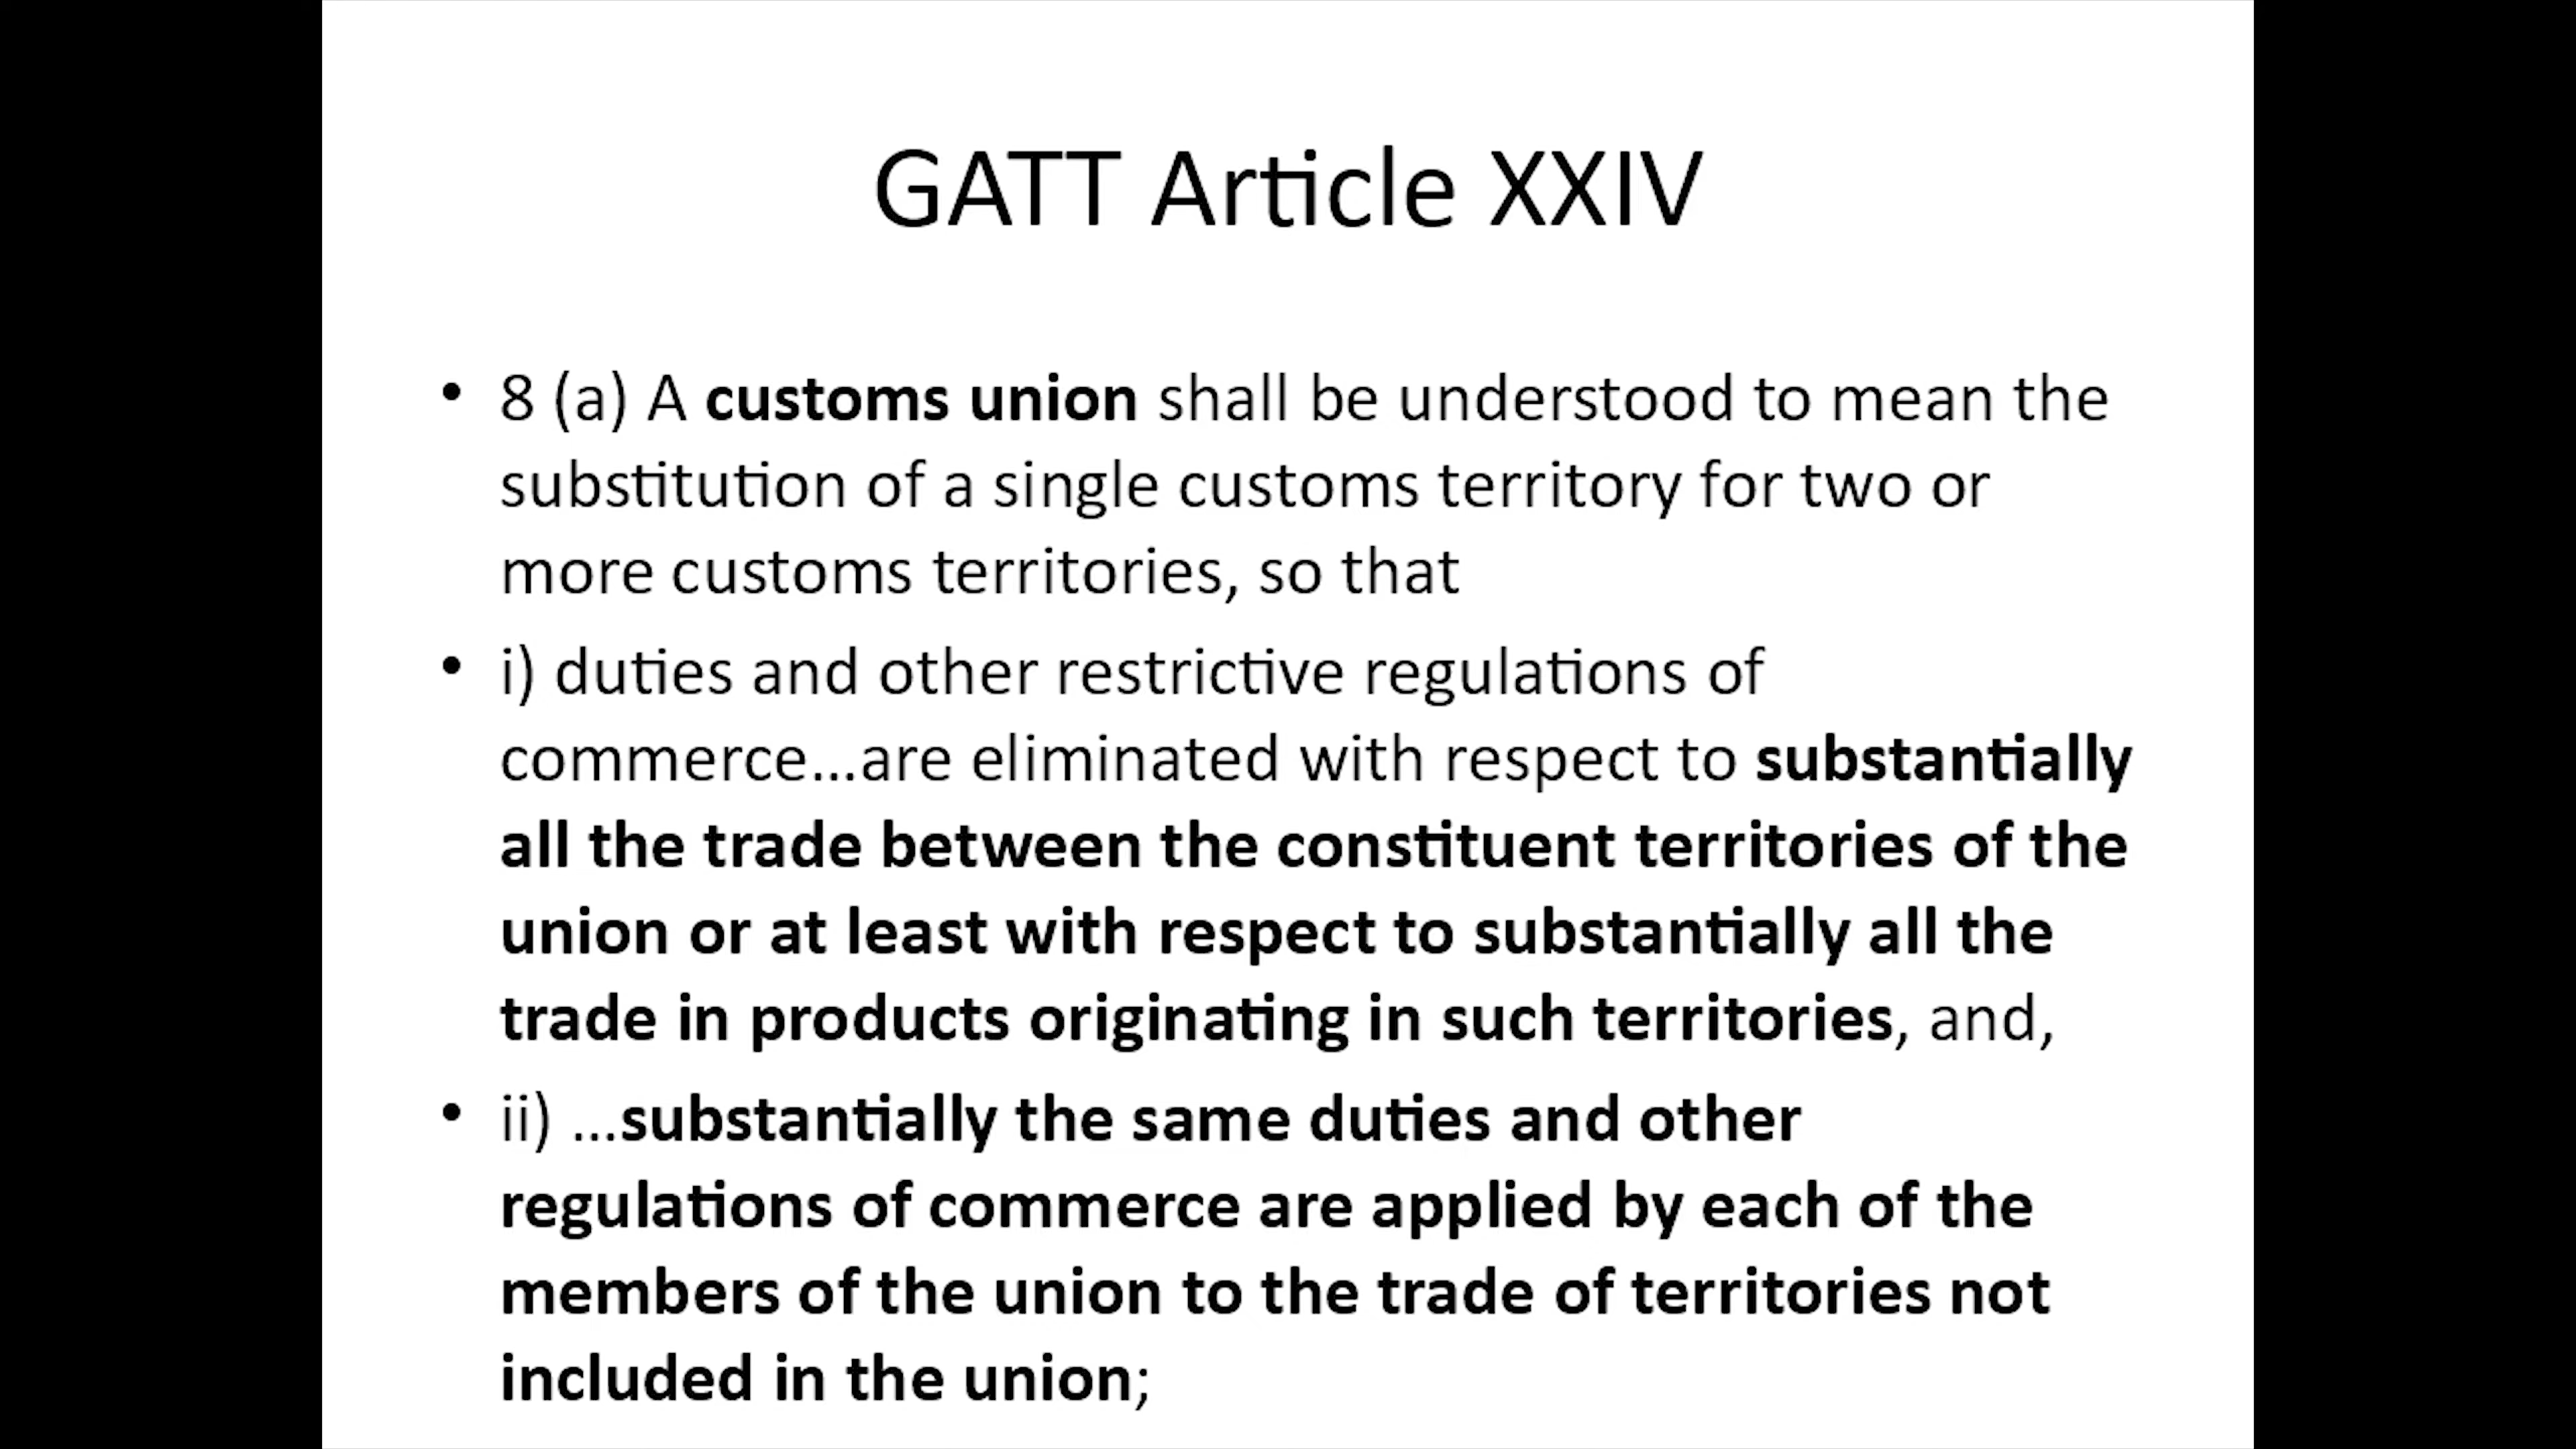 GATT Article XXIV
• 8 (a) A customs union shall be understood to mean the
substitution of a single customs territory for two or
more customs territories, so that
• i) duties and other restrictive regulations of
commerce…are eliminated with respect to substantially
all the trade between the constituent territories of the
union or at least with respect to substantially all the
trade in products originating in such territories, and,
• ii) …substantially the same duties and other
regulations of commerce are applied by each of the
members of the union to the trade of territories not
included in the union;